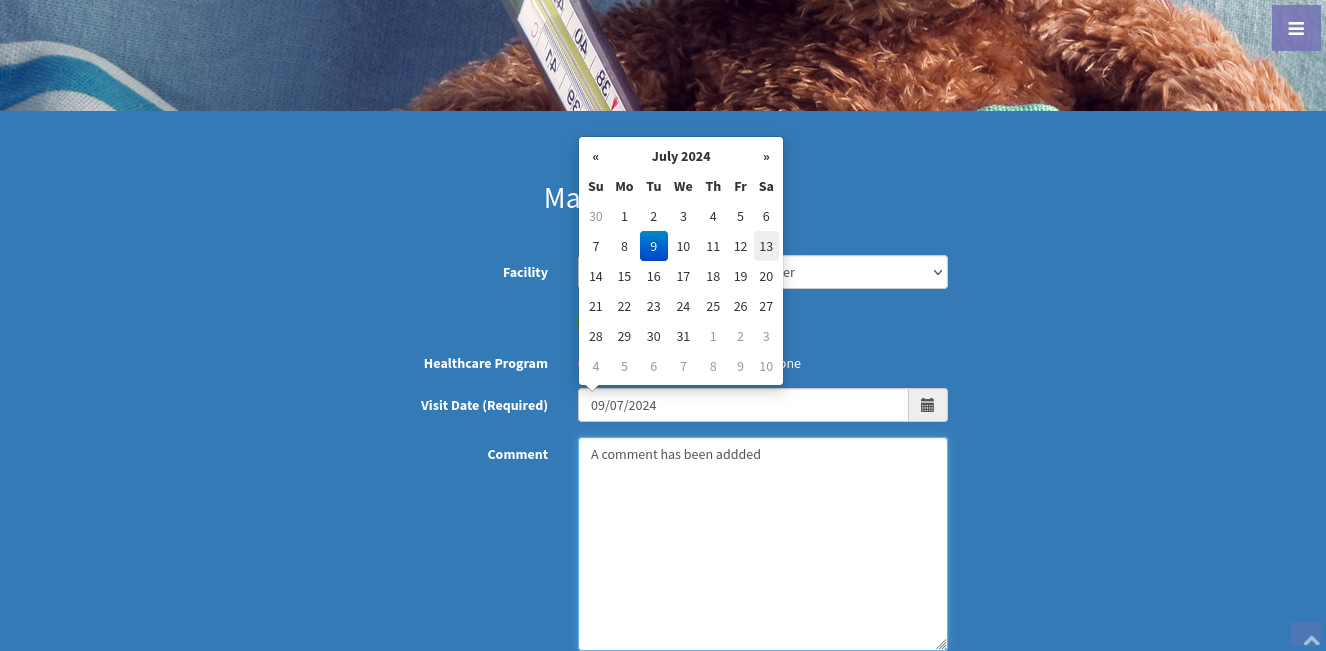 « July 2024 »
Su Mo Tu We Th Fr Sa
30 1 2 3 4 5 6
7 8 9 10 11 12 13
14 15 16 17 18 19 20
21 22 23 24 25 26 27
28 29 30 31 1 2 3
4 5 6 7 8 9 10
Ma
Facility
er
Healthcare Program
one
Visit Date (Required)
09/07/2024
Comment
A comment has been addded